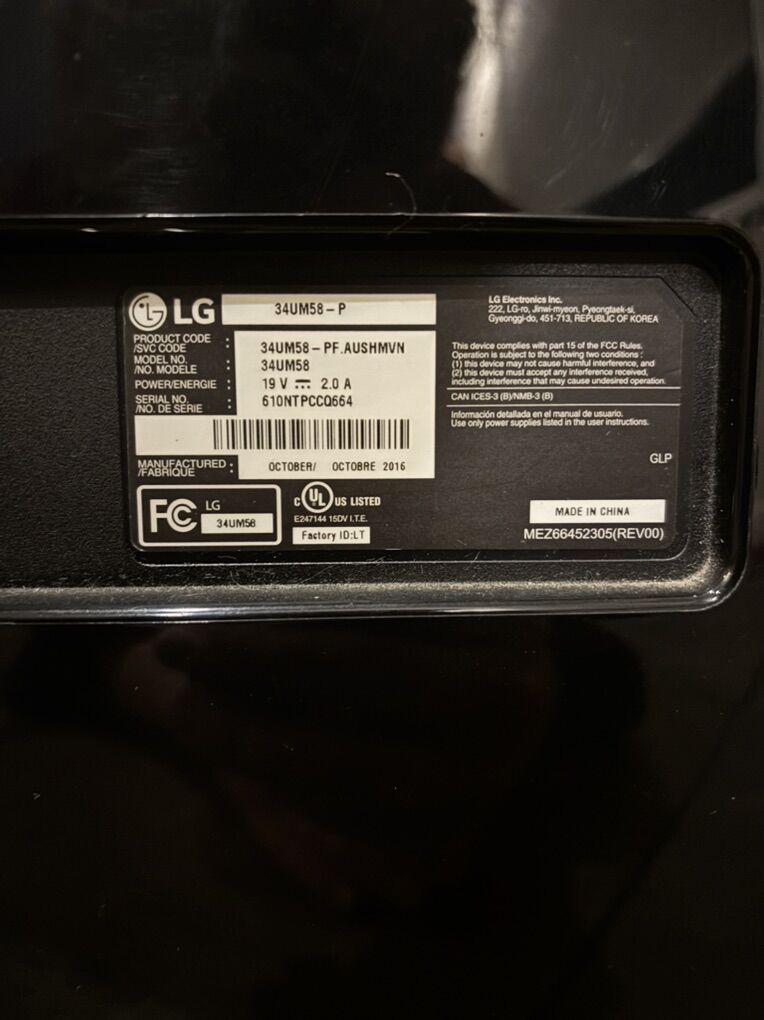 LG 34UM58-P
PRODUCT CODE
/SVC CODE : 34UM58-PF.AUSHMVN
MODEL NO.
/NO. MODELE : 34UM58
POWER/ENERGIE : 19 V ⎓ 2.0 A
SERIAL NO.
/NO. DE SÉRIE : 610NTPCCQ664
MANUFACTURED
/FABRIQUÉ : OCTOBER/ OCTOBRE 2016
FC LG
34UM58
C UL US LISTED
E247144 15DV I.T.E.
Factory ID:LT
LG Electronics Inc.
222, LG-ro, Jinwi-myeon, Pyeongtaek-si,
Gyeonggi-do, 451-713, REPUBLIC OF KOREA
This device complies with part 15 of the FCC Rules.
Operation is subject to the following two conditions :
(1) this device may not cause harmful interference, and
(2) this device must accept any interference received,
including interference that may cause undesired operation.
CAN ICES-3 (B)/NMB-3 (B)
Información detallada en el manual de usuario.
Use only power supplies listed in the user instructions.
GLP
MADE IN CHINA
MEZ66452305(REV00)